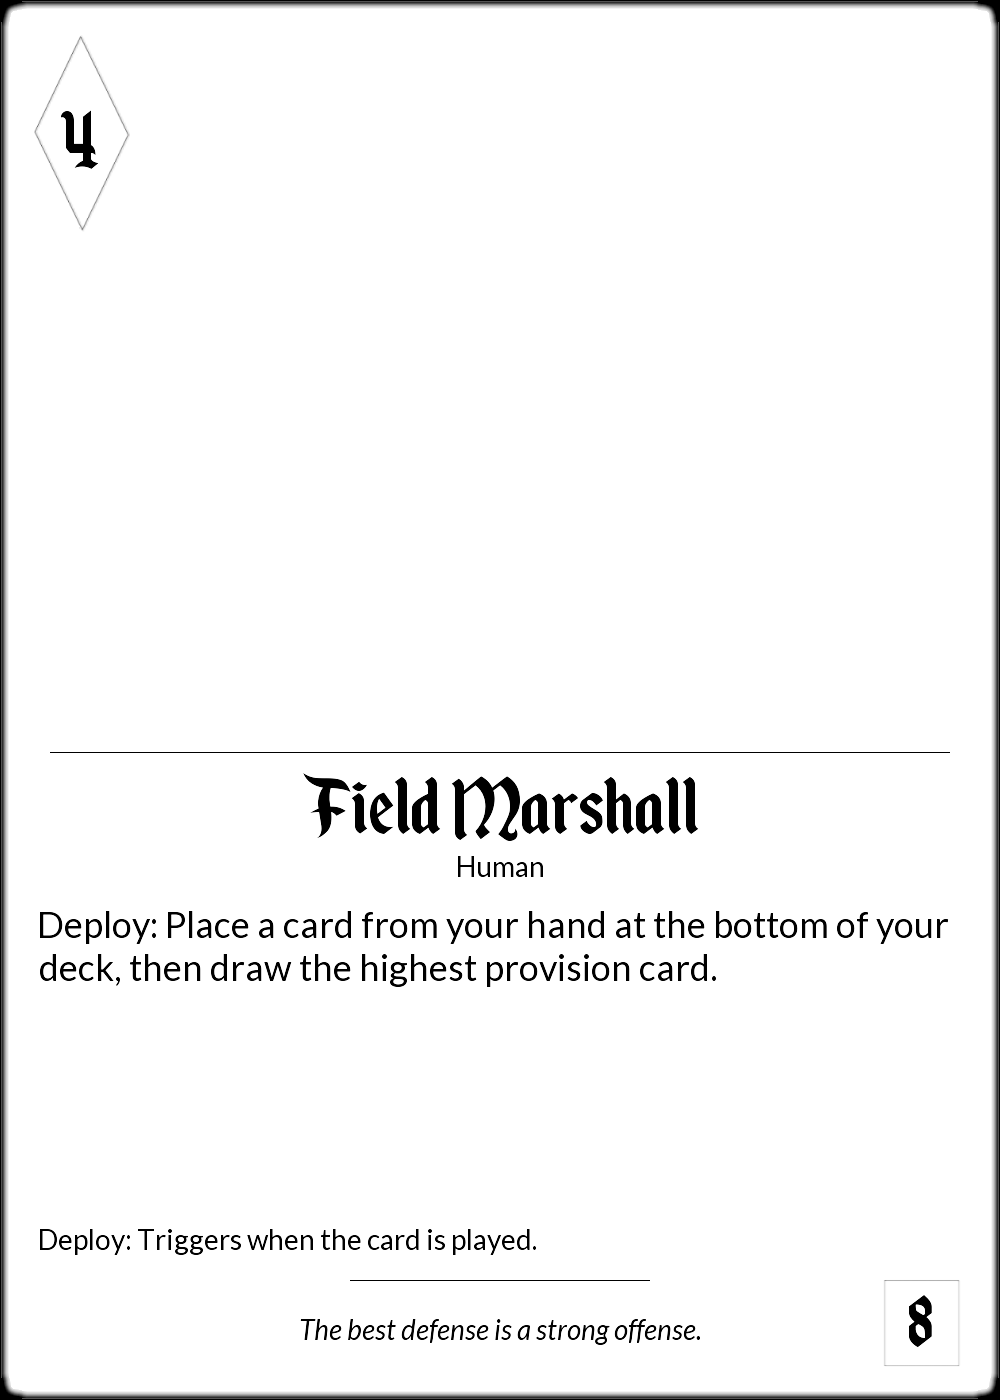 4
Field Marshall
Human
Deploy: Place a card from your hand at the bottom of your
deck, then draw the highest provision card.
Deploy: Triggers when the card is played.
The best defense is a strong offense.
8